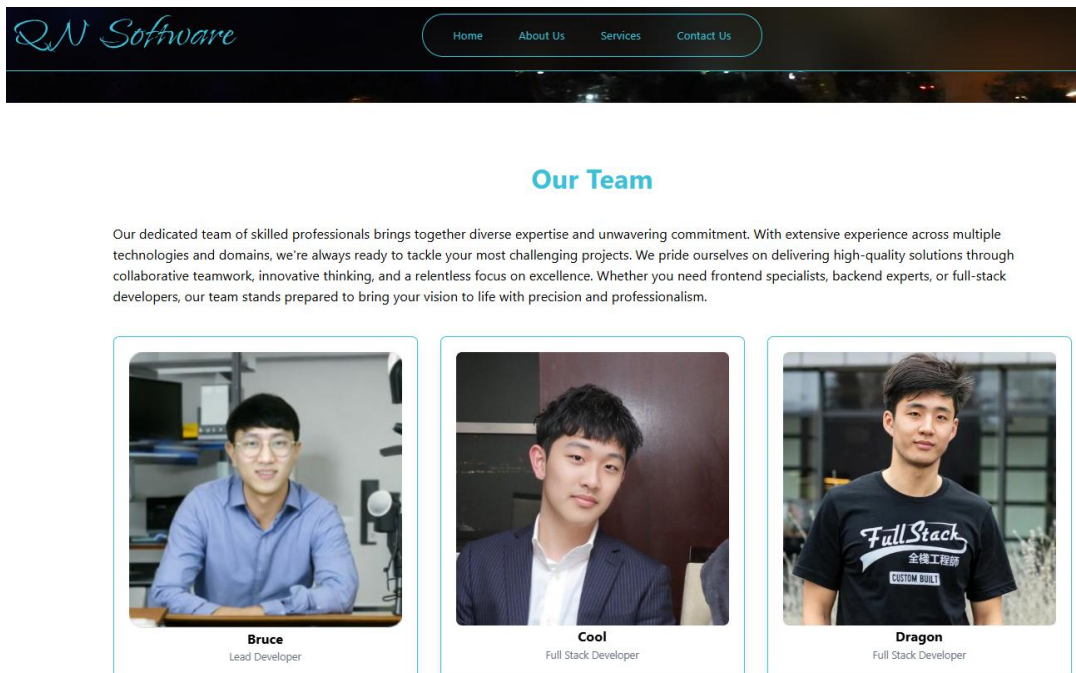 QN Software
Home About Us Services Contact Us
Our Team
Our dedicated team of skilled professionals brings together diverse expertise and unwavering commitment. With extensive experience across multiple
technologies and domains, we're always ready to tackle your most challenging projects. We pride ourselves on delivering high-quality solutions through
collaborative teamwork, innovative thinking, and a relentless focus on excellence. Whether you need frontend specialists, backend experts, or full-stack
developers, our team stands prepared to bring your vision to life with precision and professionalism.
FullStack
全棧工程師
CUSTOM BUILT
Bruce
Lead Developer
Cool
Full Stack Developer
Dragon
Full Stack Developer